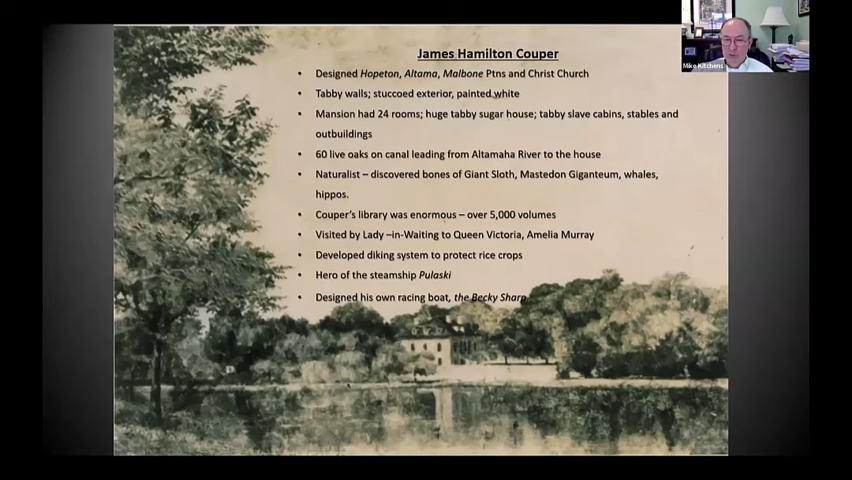 James Hamilton Couper
• Designed Hopeton, Altama, Malbone Ptns and Christ Church
• Tabby walls; stuccoed exterior, painted white
• Mansion had 24 rooms; huge tabby sugar house; tabby slave cabins, stables and
outbuildings
• 60 live oaks on canal leading from Altamaha River to the house
• Naturalist – discovered bones of Giant Sloth, Mastedon Giganteum, whales,
hippos.
• Couper's library was enormous – over 5,000 volumes
• Visited by Lady –in-Waiting to Queen Victoria, Amelia Murray
• Developed diking system to protect rice crops
• Hero of the steamship Pulaski
• Designed his own racing boat, the Becky Sharp
Mike Kitchens